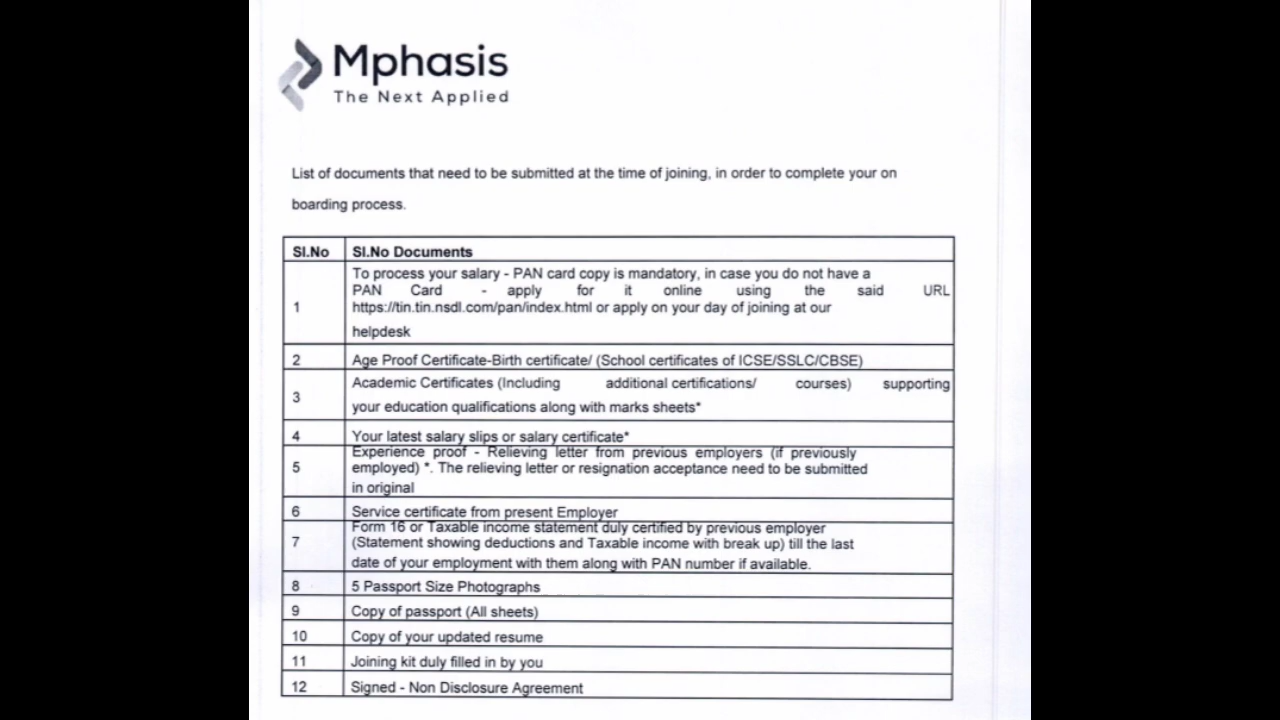 Mphasis
The Next Applied
List of documents that need to be submitted at the time of joining, in order to complete your on
boarding process.
Sl.No Sl.No Documents
1 To process your salary - PAN card copy is mandatory, in case you do not have a
PAN Card - apply for it online using the said URL
https://tin.tin.nsdl.com/pan/index.html or apply on your day of joining at our
helpdesk
2 Age Proof Certificate-Birth certificate/ (School certificates of ICSE/SSLC/CBSE)
3 Academic Certificates (Including additional certifications/ courses) supporting
your education qualifications along with marks sheets*
4 Your latest salary slips or salary certificate*
5 Experience proof - Relieving letter from previous employers (if previously
employed) *. The relieving letter or resignation acceptance need to be submitted
in original
6 Service certificate from present Employer
7 Form 16 or Taxable income statement duly certified by previous employer
(Statement showing deductions and Taxable income with break up) till the last
date of your employment with them along with PAN number if available.
8 5 Passport Size Photographs
9 Copy of passport (All sheets)
10 Copy of your updated resume
11 Joining kit duly filled in by you
12 Signed - Non Disclosure Agreement